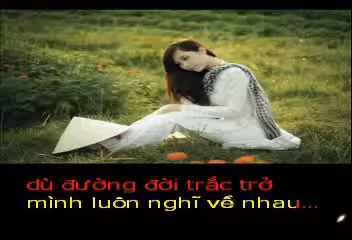 dù đường đời trắc trở
mình luôn nghĩ về nhau...